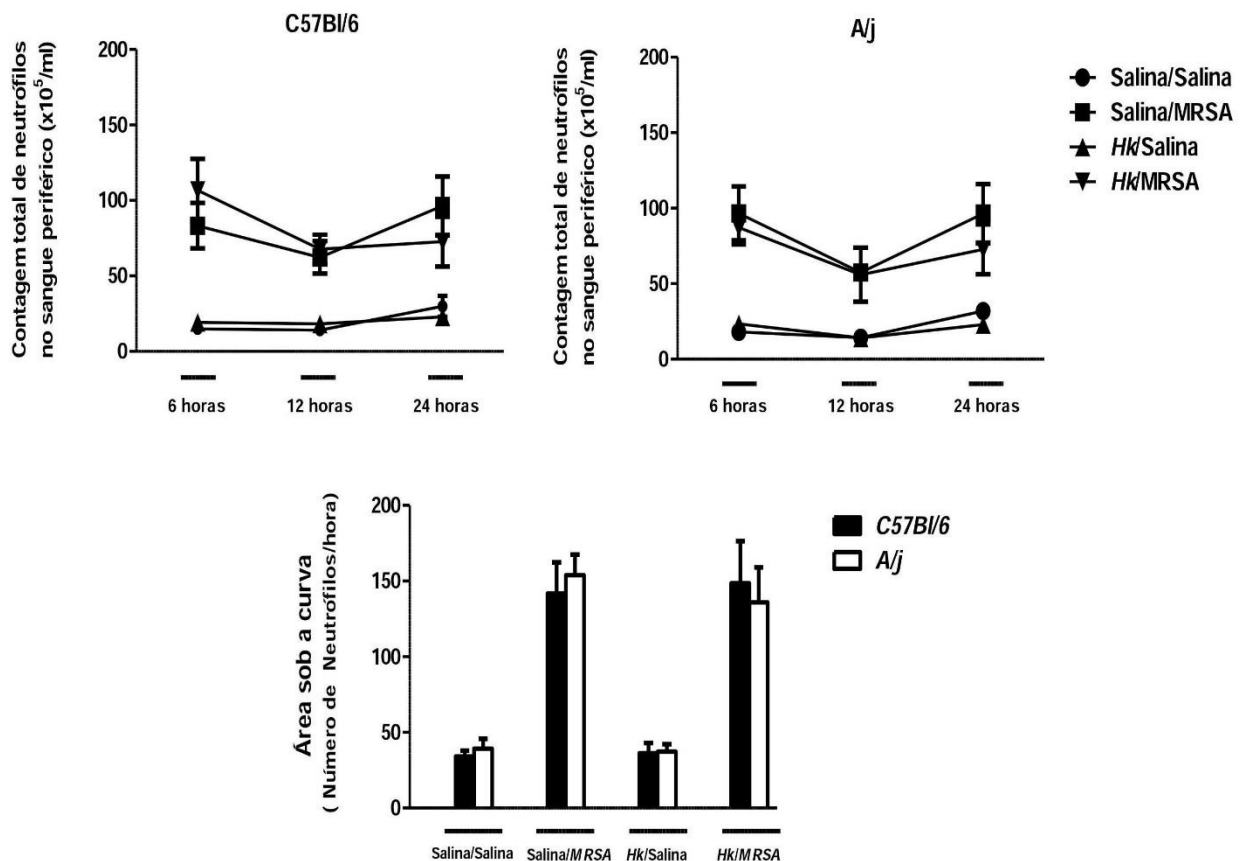 C57Bl/6
Contagem total de neutrófilos
no sangue periférico (x10⁵/ml)
200
150
100
50
0
6 horas
12 horas
24 horas
A/j
Contagem total de neutrófilos
no sangue periférico (x10⁵/ml)
200
150
100
50
0
6 horas
12 horas
24 horas
Salina/Salina
Salina/MRSA
Hk/Salina
Hk/MRSA
Área sob a curva
( Número de Neutrófilos/hora)
200
150
100
50
0
Salina/Salina
Salina/MRSA
Hk/Salina
Hk/MRSA
C57Bl/6
A/j